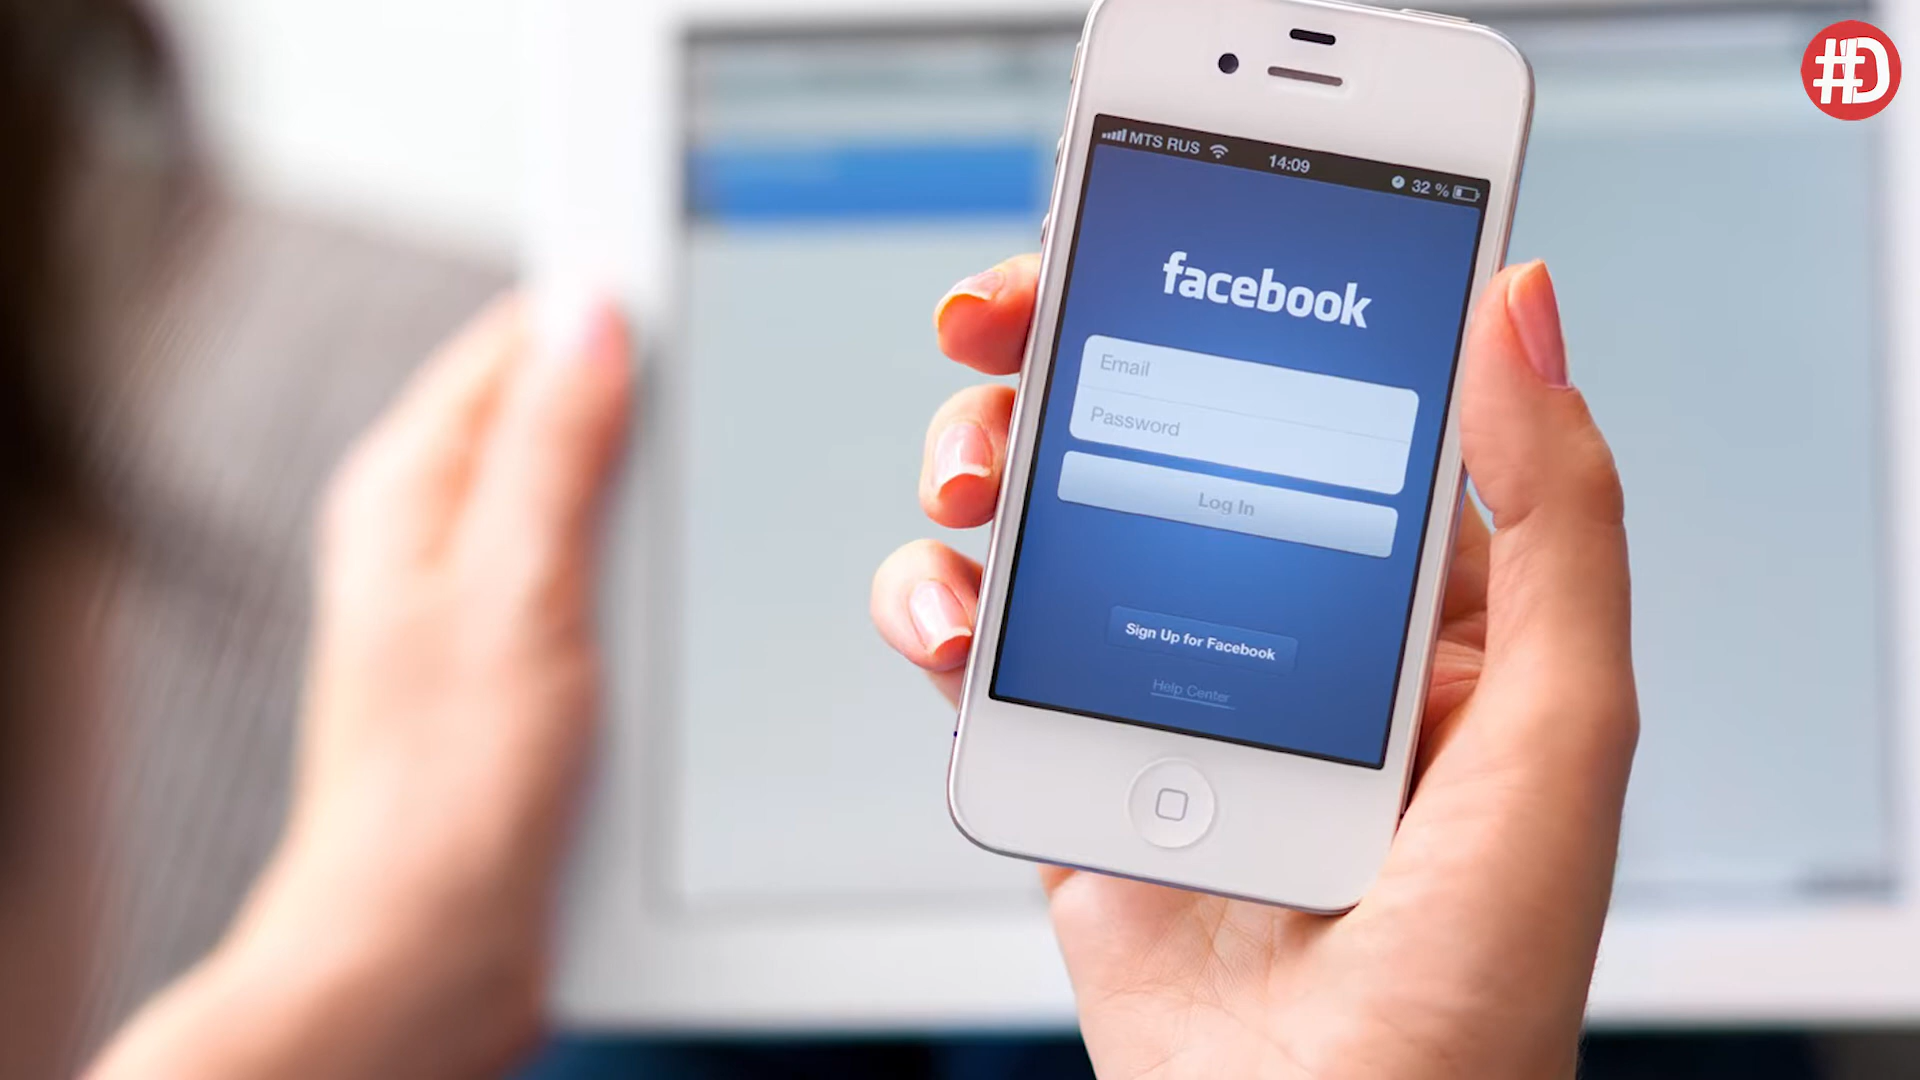 #D
MTS RUS 14:09 32 %
facebook
Email
Password
Log In
Sign Up for Facebook
Help Center